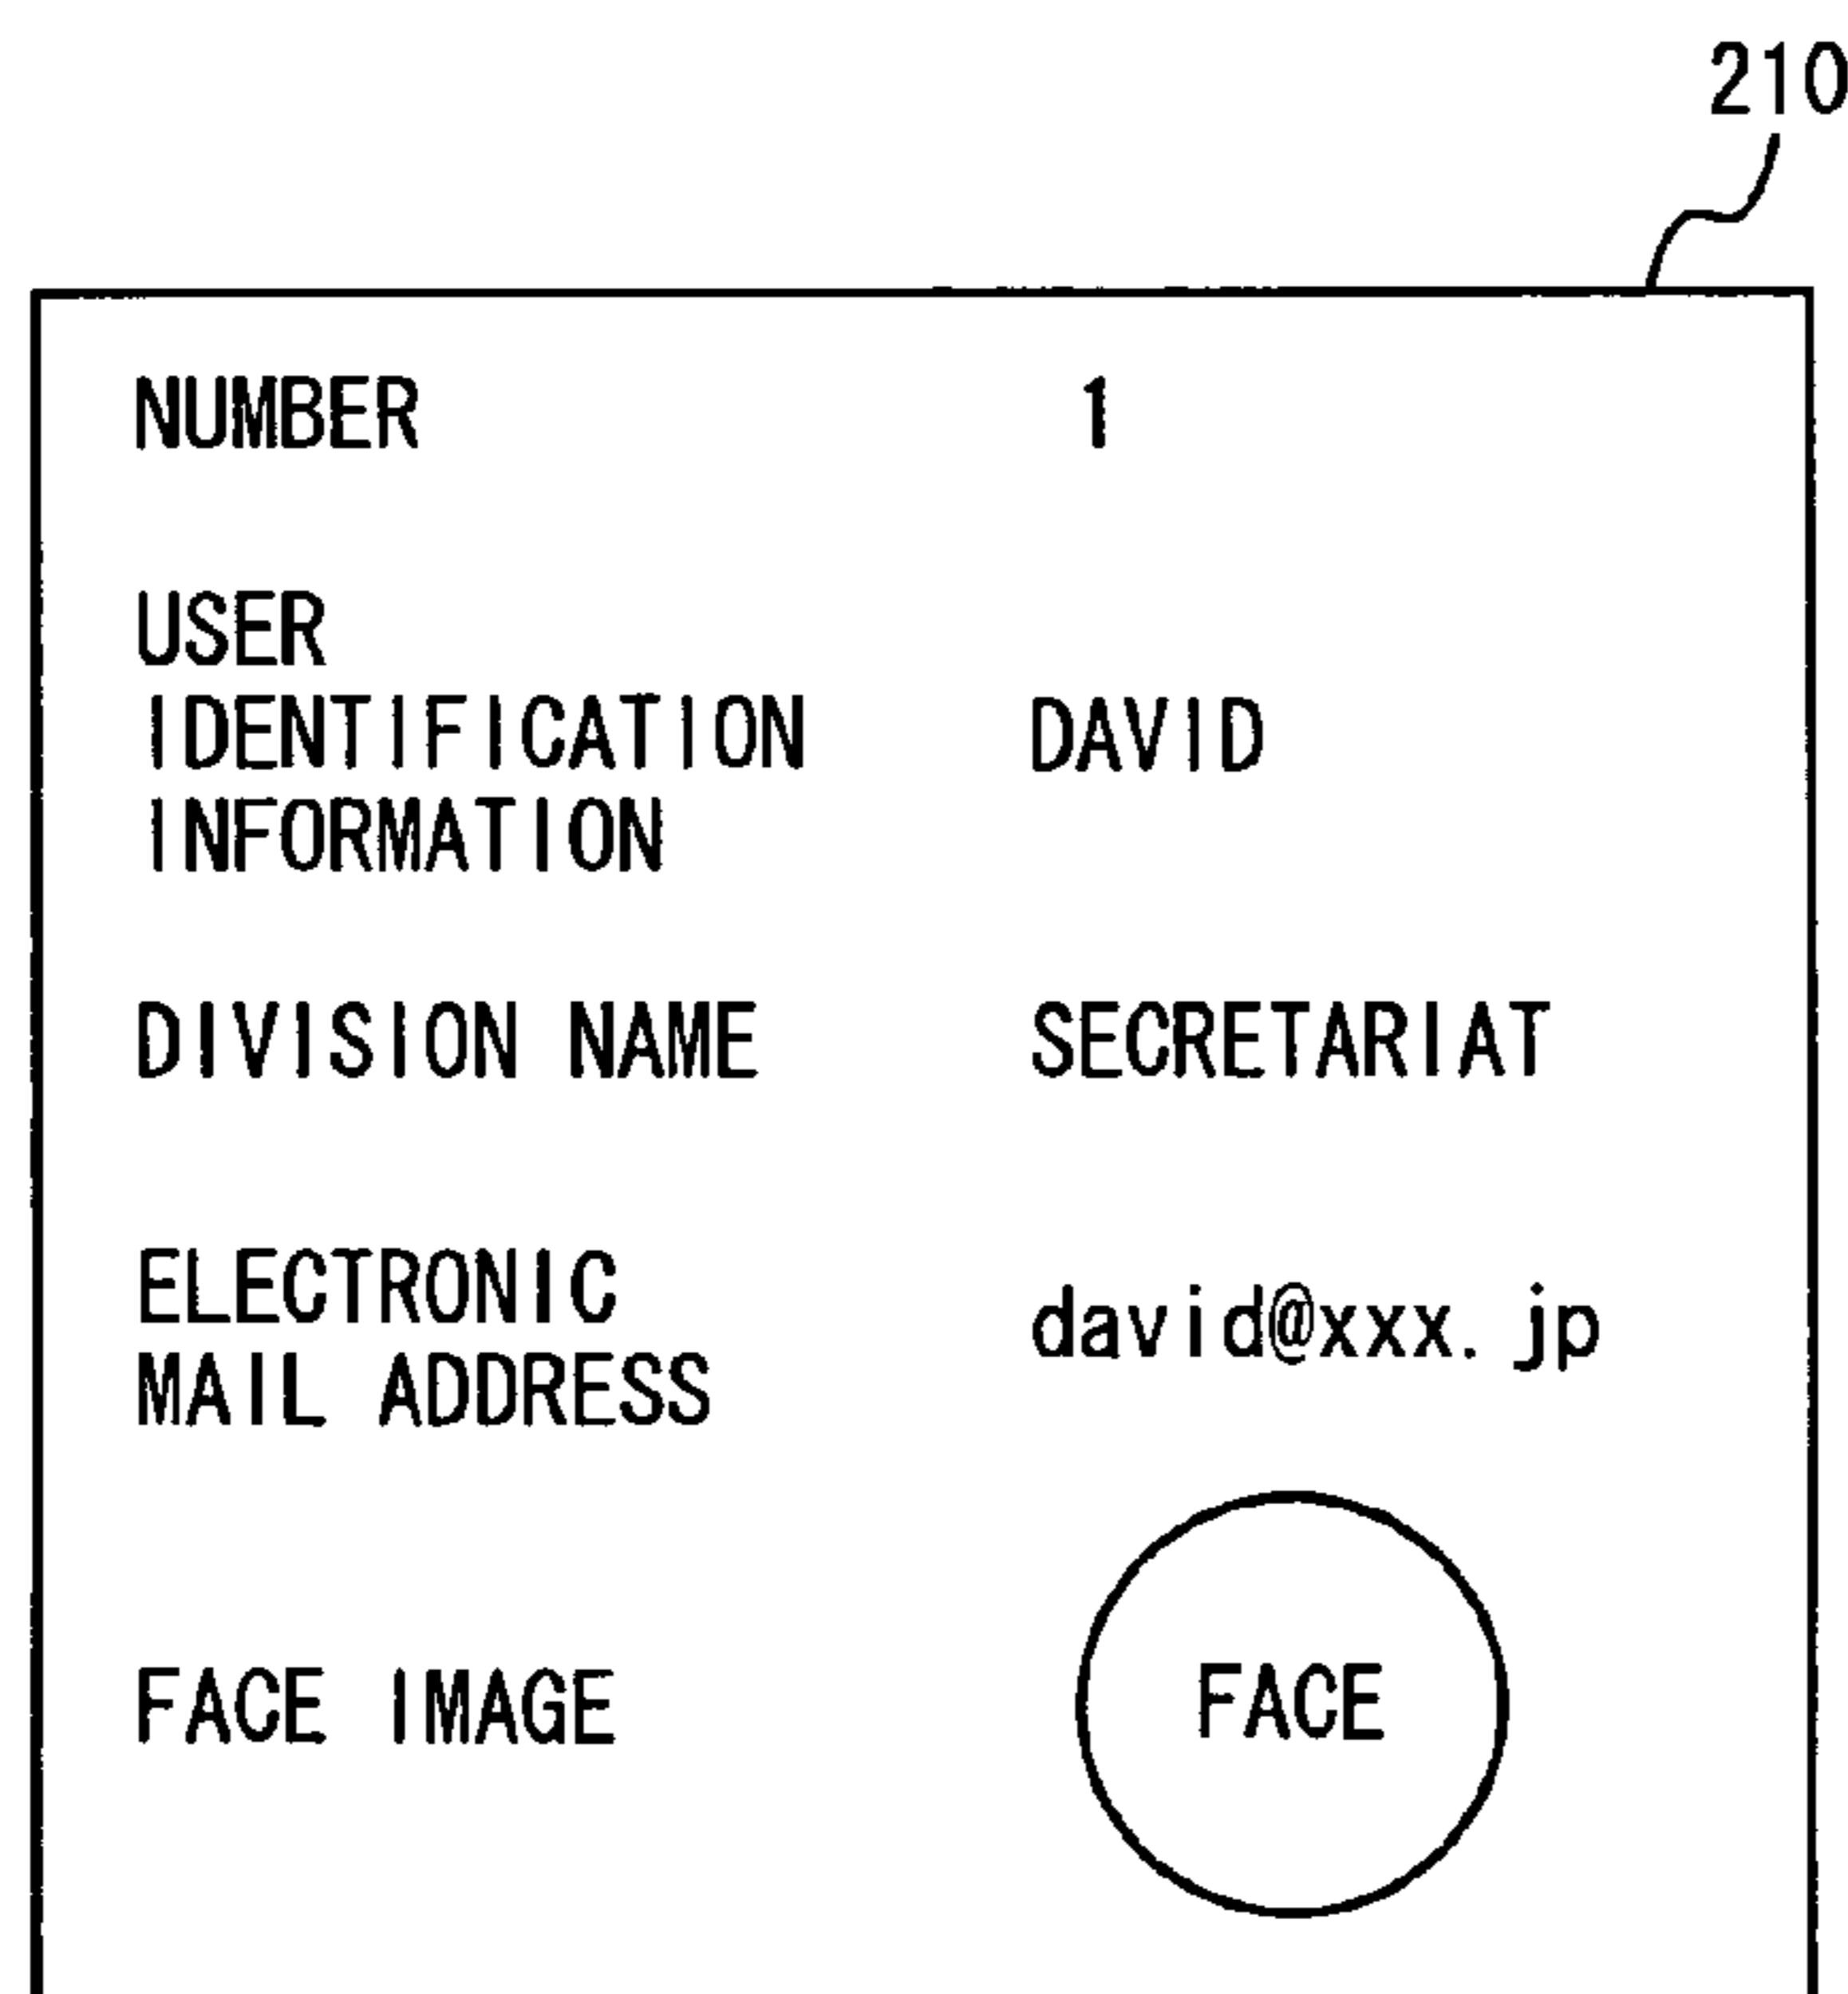 210
NUMBER 1
USER
IDENTIFICATION DAVID
INFORMATION
DIVISION NAME SECRETARIAT
ELECTRONIC
david@xxx.jp
MAIL ADDRESS
FACE IMAGE FACE